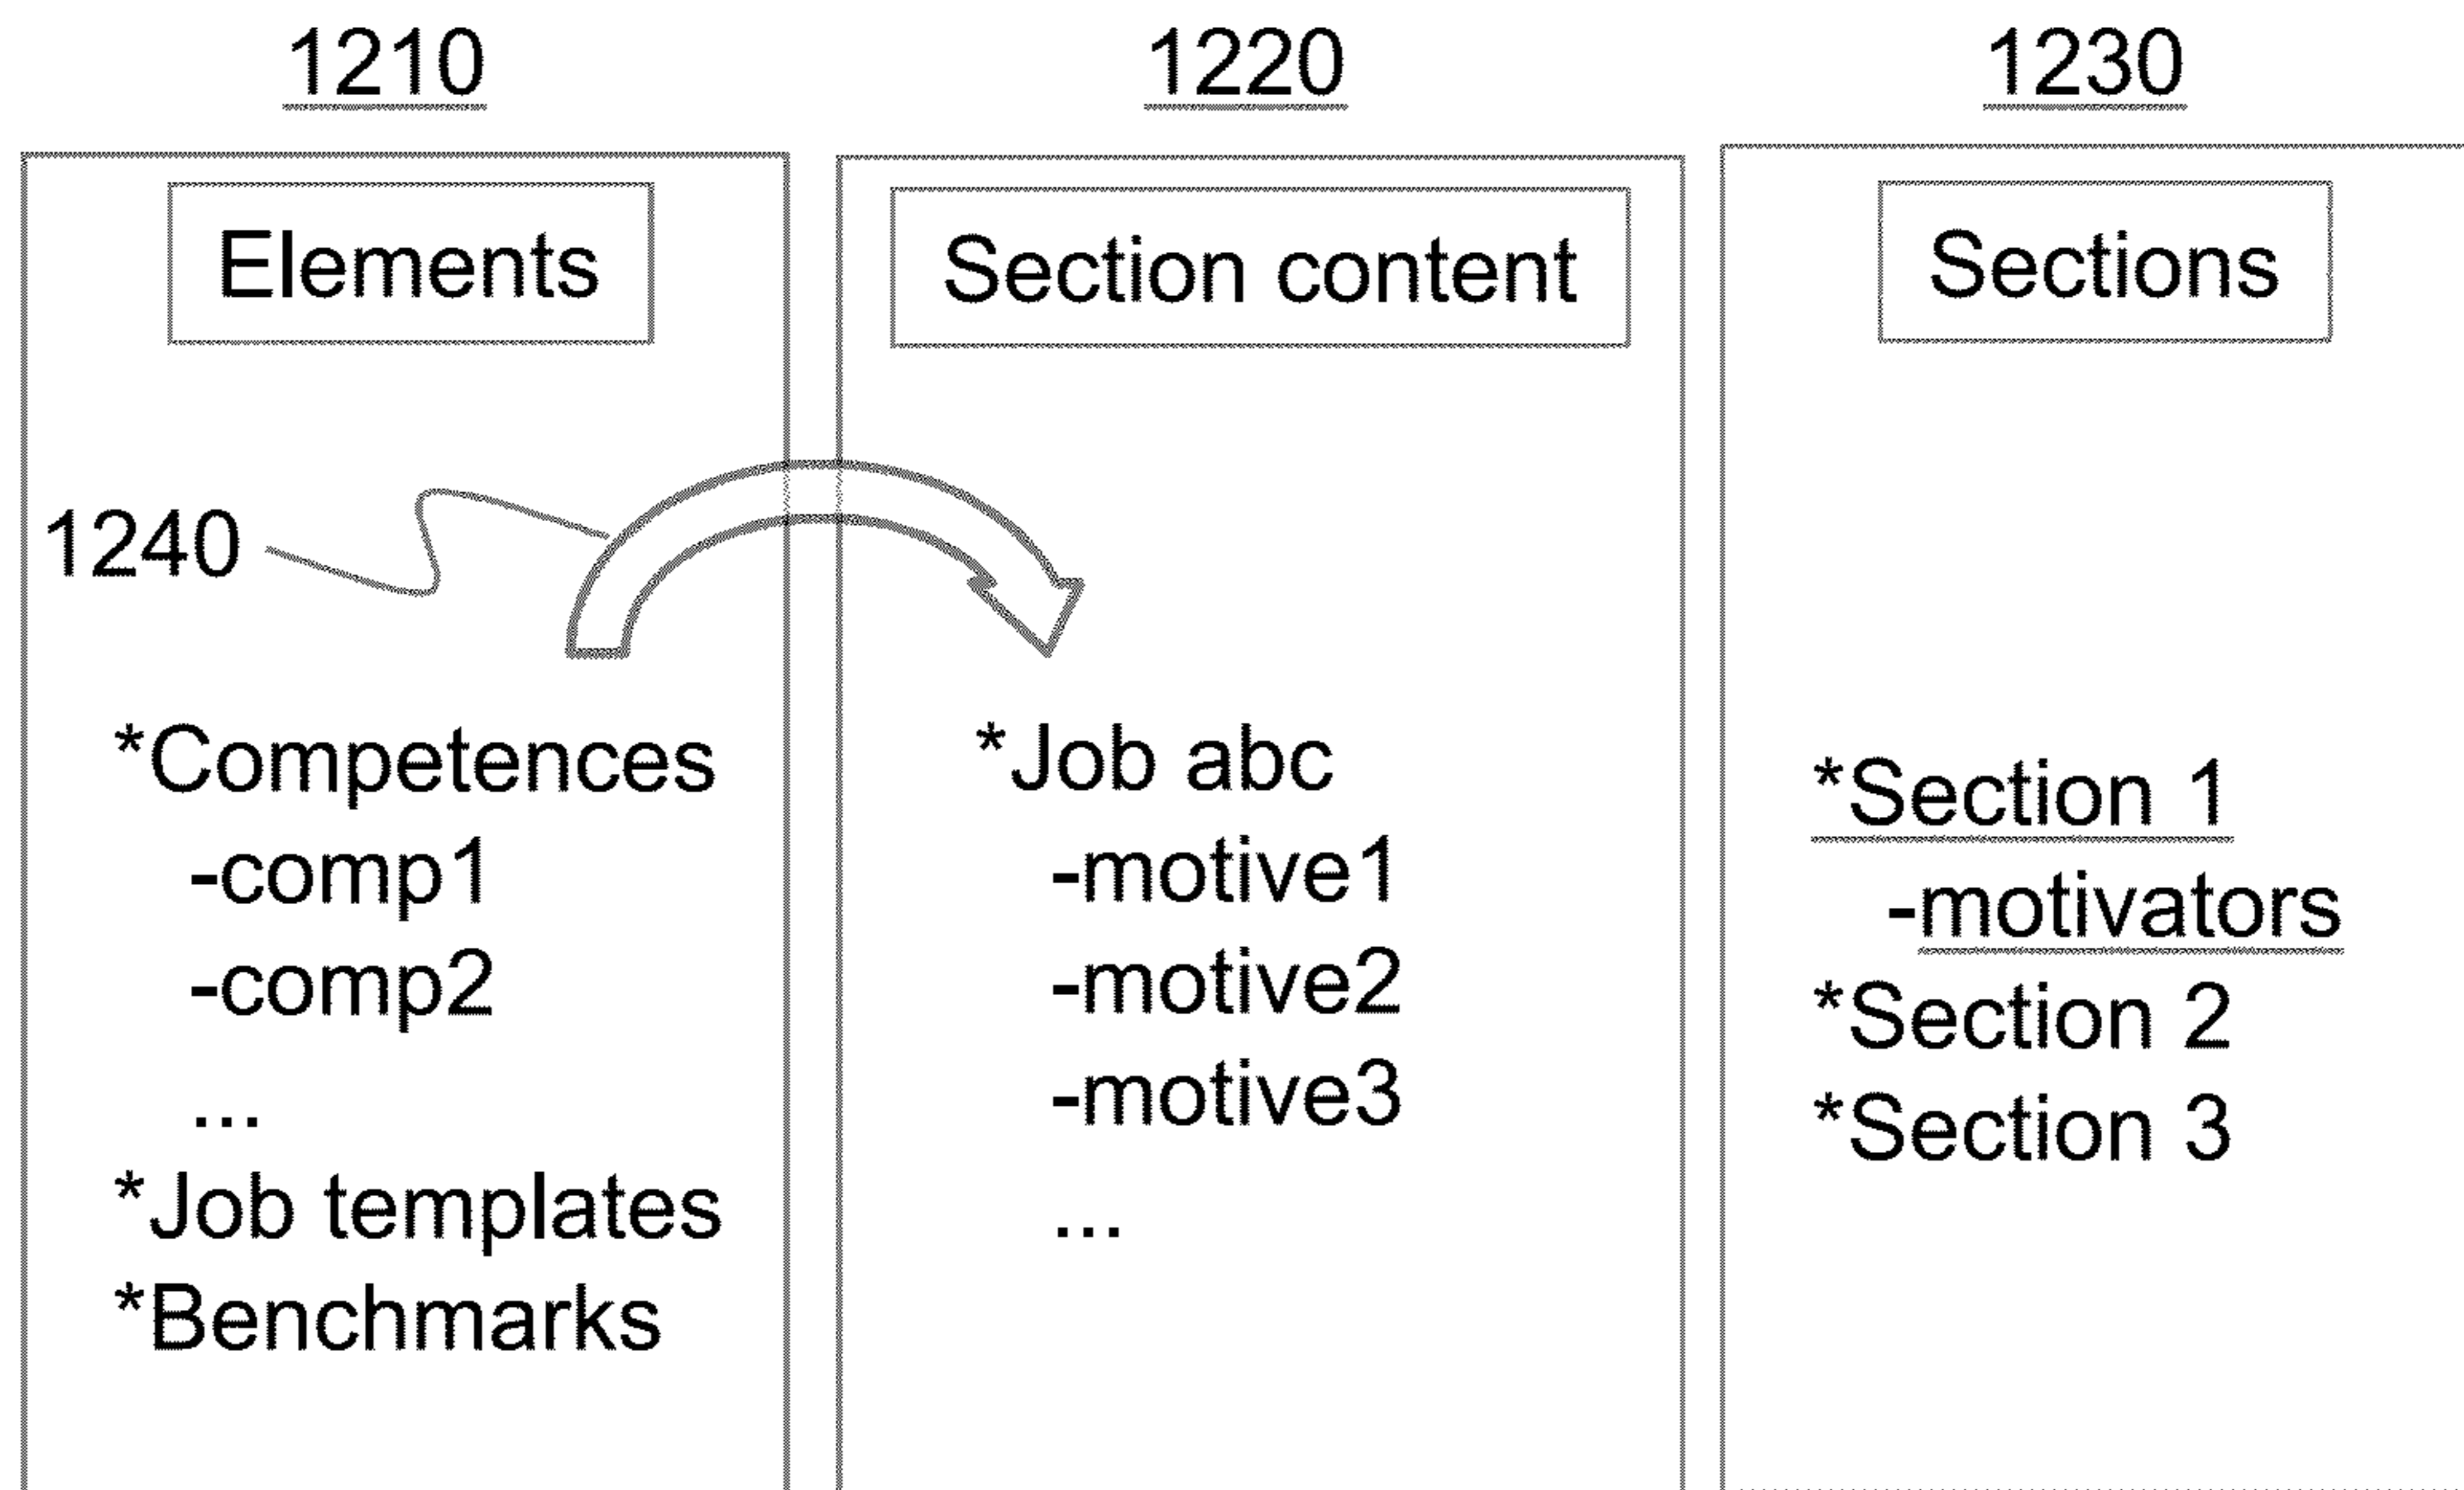 1210
Elements
1240
*Competences
-comp1
-comp2
...
*Job templates
*Benchmarks
1220
Section content
*Job abc
-motive1
-motive2
-motive3
...
1230
Sections
*Section 1
-motivators
*Section 2
*Section 3